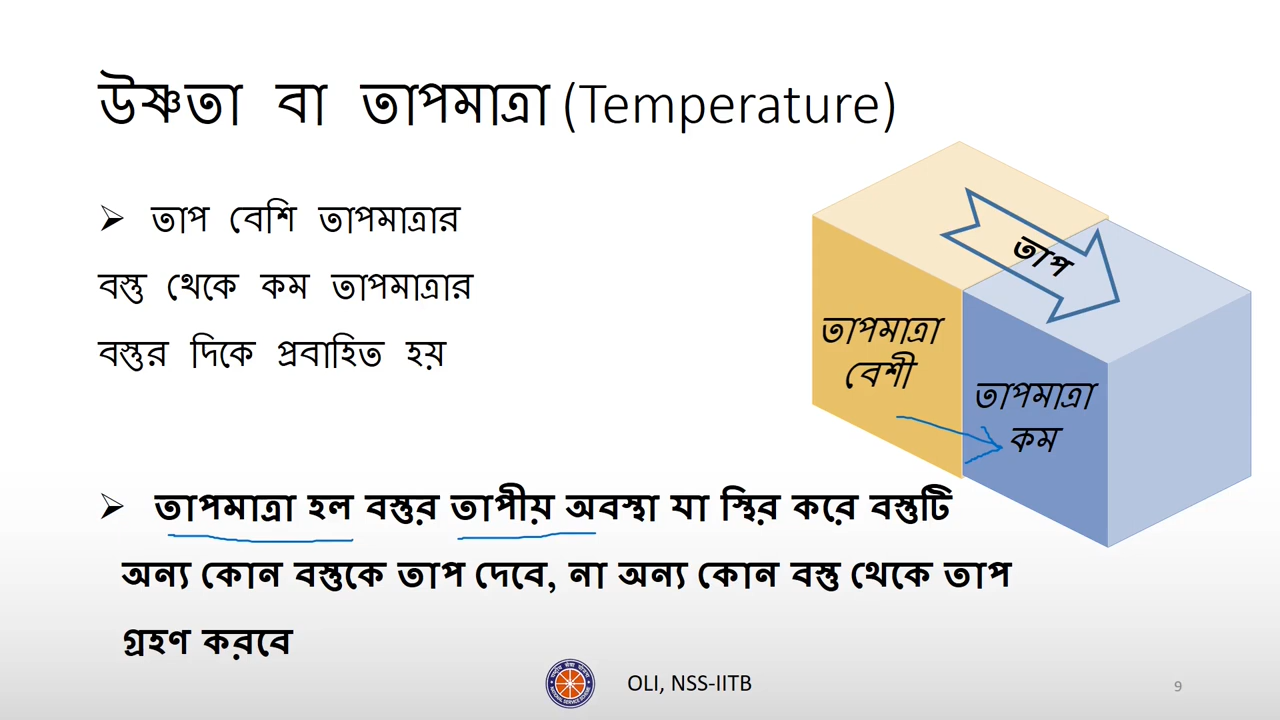 উষ্ণতা বা তাপমাত্রা (Temperature)
➢ তাপ বেশি তাপমাত্রার
বস্তু থেকে কম তাপমাত্রার
বস্তুর দিকে প্রবাহিত হয়
তাপ
তাপমাত্রা
বেশী
তাপমাত্রা
কম
➢ তাপমাত্রা হল বস্তুর তাপীয় অবস্থা যা স্থির করে বস্তুটি
অন্য কোন বস্তুকে তাপ দেবে, না অন্য কোন বস্তু থেকে তাপ
গ্রহণ করবে
OLI, NSS-IITB
9